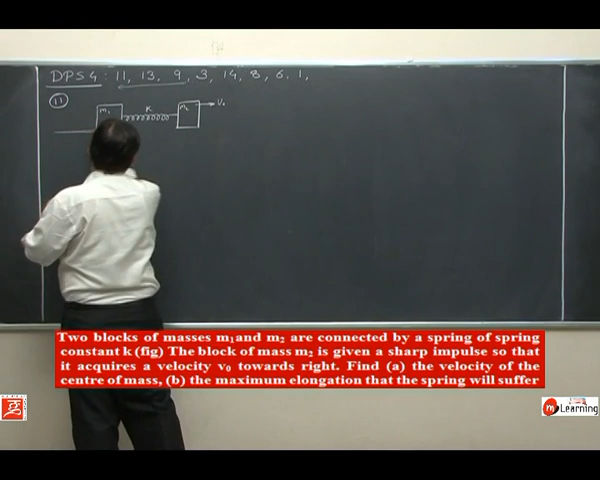 DPS 4 : 11, 13, 9, 3, 14, 8, 6, 1,
11
m₁ K m₂ V₀
Two blocks of masses m₁and m₂ are connected by a spring of spring
constant k (fig) The block of mass m₂ is given a sharp impulse so that
it acquires a velocity v₀ towards right. Find (a) the velocity of the
centre of mass, (b) the maximum elongation that the spring will suffer
Learning